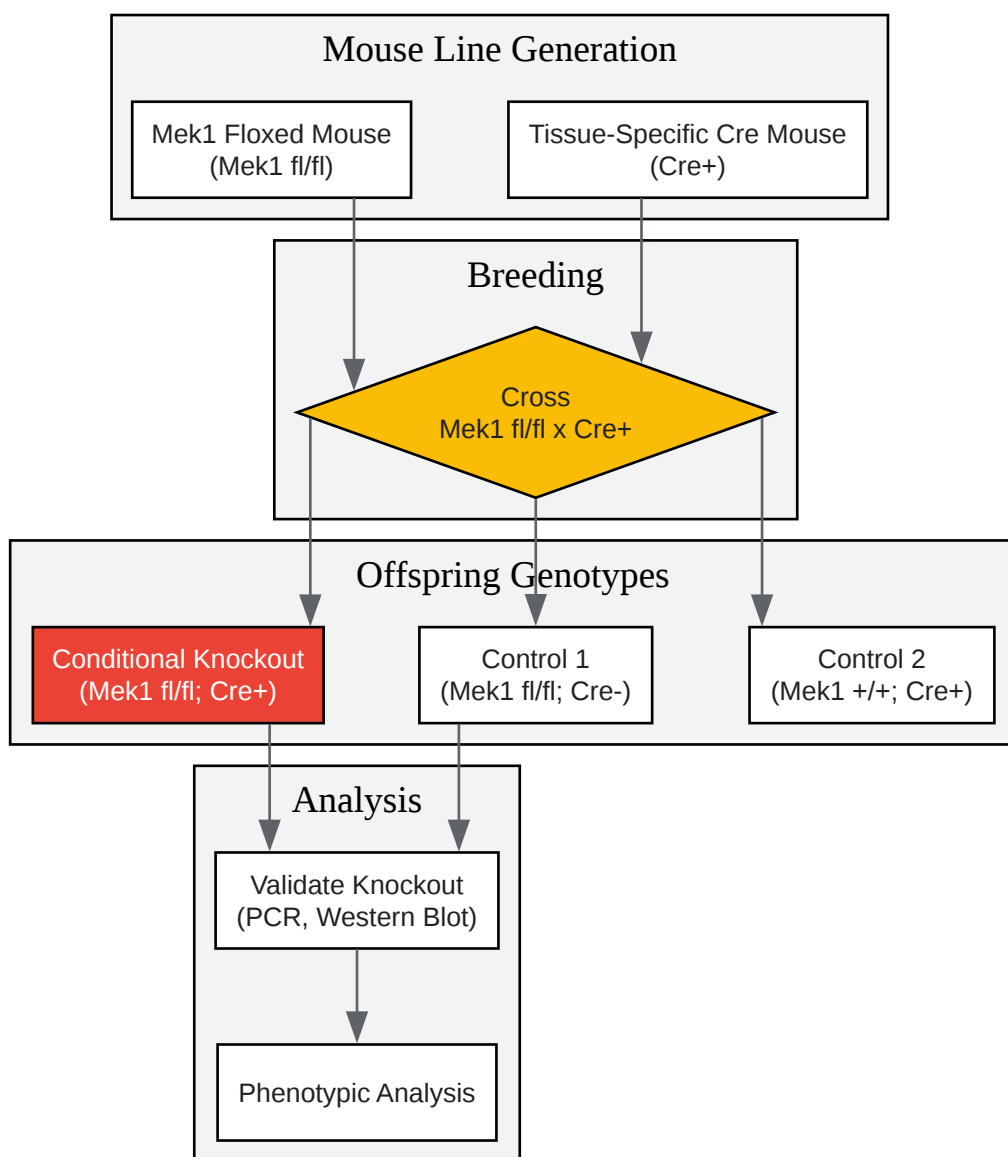 Mouse Line Generation
Mek1 Floxed Mouse
(Mek1 fl/fl)
Tissue-Specific Cre Mouse
(Cre+)
Breeding
Cross
Mek1 fl/fl x Cre+
Offspring Genotypes
Conditional Knockout
(Mek1 fl/fl; Cre+)
Control 1
(Mek1 fl/fl; Cre-)
Control 2
(Mek1 +/+; Cre+)
Analysis
Validate Knockout
(PCR, Western Blot)
Phenotypic Analysis